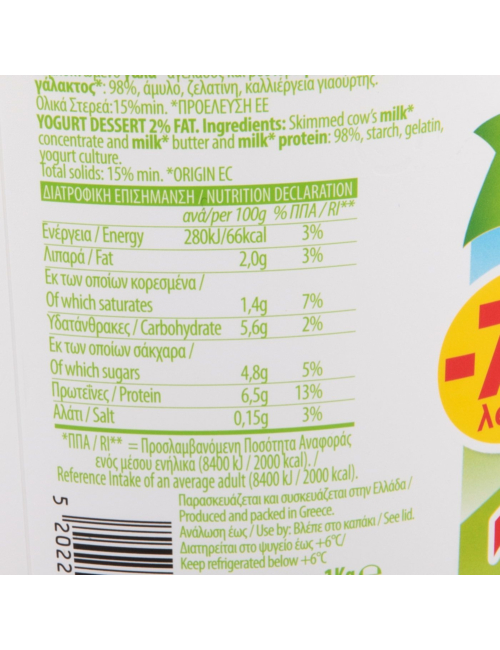 γάλακτος*: 98%, άμυλο, ζελατίνη, καλλιέργεια γιαούρτης.
Ολικά Στερεά:15%min. *ΠΡΟΕΛΕΥΣΗ ΕΕ
YOGURT DESSERT 2% FAT. Ingredients: Skimmed cow's milk*
concentrate and milk* butter and milk* protein: 98%, starch, gelatin,
yogurt culture.
Total solids: 15% min. *ORIGIN EC
ΔΙΑΤΡΟΦΙΚΗ ΕΠΙΣΗΜΑΝΣΗ / NUTRITION DECLARATION
ανά/per 100g % ΠΠΑ / RI**
Ενέργεια / Energy 280kJ/66kcal 3%
Λιπαρά / Fat 2,0g 3%
Εκ των οποίων κορεσμένα /
Of which saturates 1,4g 7%
Υδατάνθρακες / Carbohydrate 5,6g 2%
Εκ των οποίων σάκχαρα /
Of which sugars 4,8g 5%
Πρωτεΐνες / Protein 6,5g 13%
Αλάτι / Salt 0,15g 3%
*ΠΠΑ / RI** = Προσλαμβανόμενη Ποσότητα Αναφοράς
ενός μέσου ενήλικα (8400 kJ / 2000 kcal). /
Reference Intake of an average adult (8400 kJ / 2000 kcal).
Παρασκευάζεται και συσκευάζεται στην Ελλάδα /
Produced and packed in Greece.
Ανάλωση έως / Use by: Βλέπε στο καπάκι / See lid.
Διατηρείται στο ψυγείο έως +6°C/
Keep refrigerated below +6°C
1Kg e
5 2022